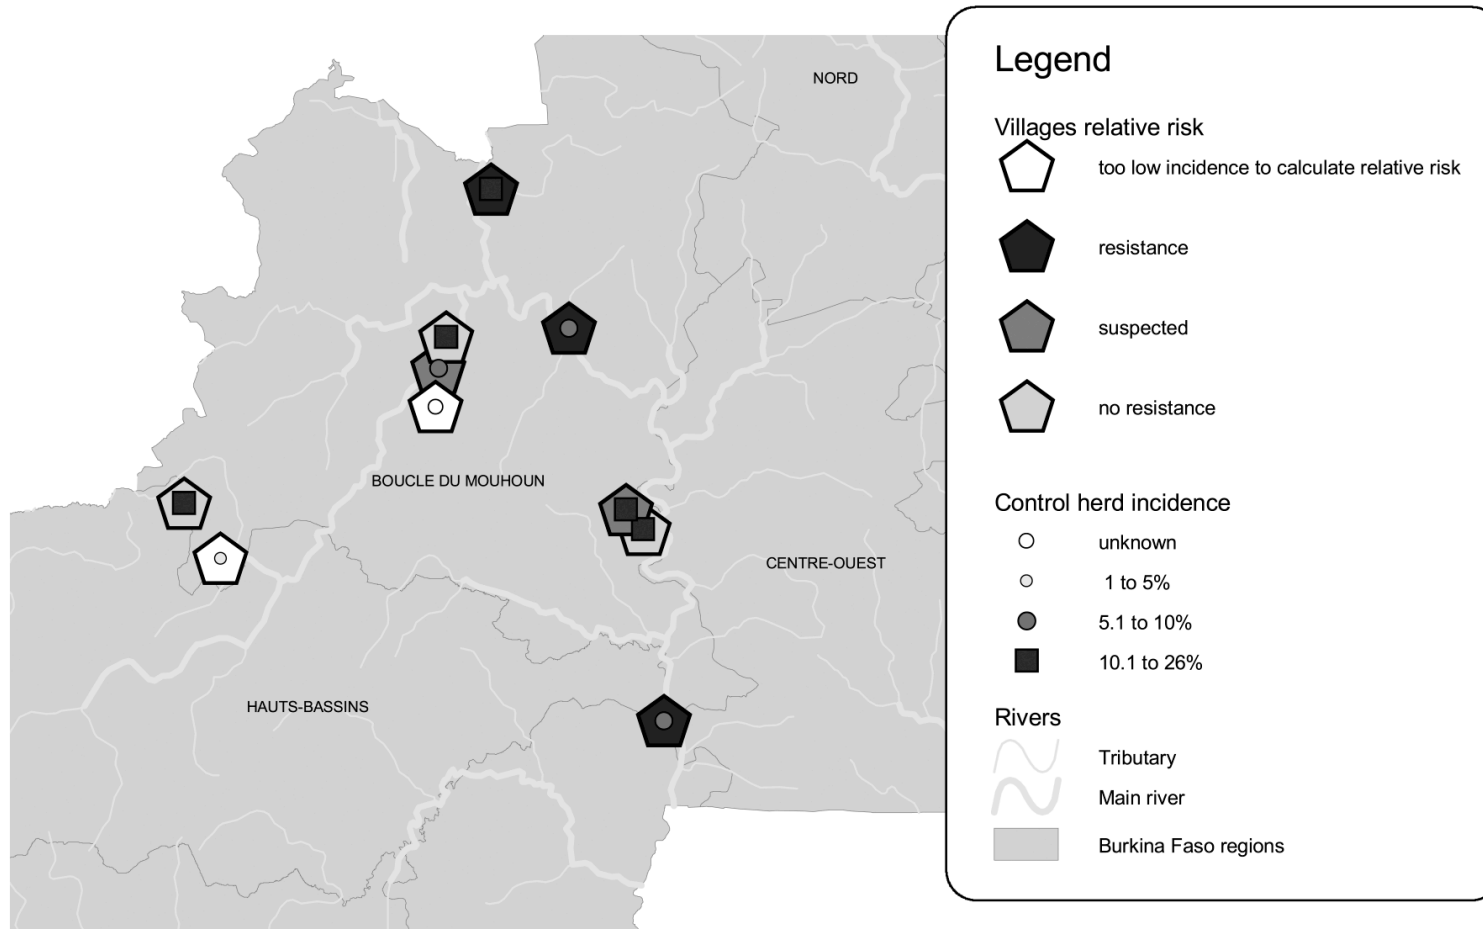 NORD
BOUCLE DU MOUHOUN
CENTRE-OUEST
HAUTS-BASSINS
Legend
Villages relative risk
too low incidence to calculate relative risk
resistance
suspected
no resistance
Control herd incidence
unknown
1 to 5%
5.1 to 10%
10.1 to 26%
Rivers
Tributary
Main river
Burkina Faso regions